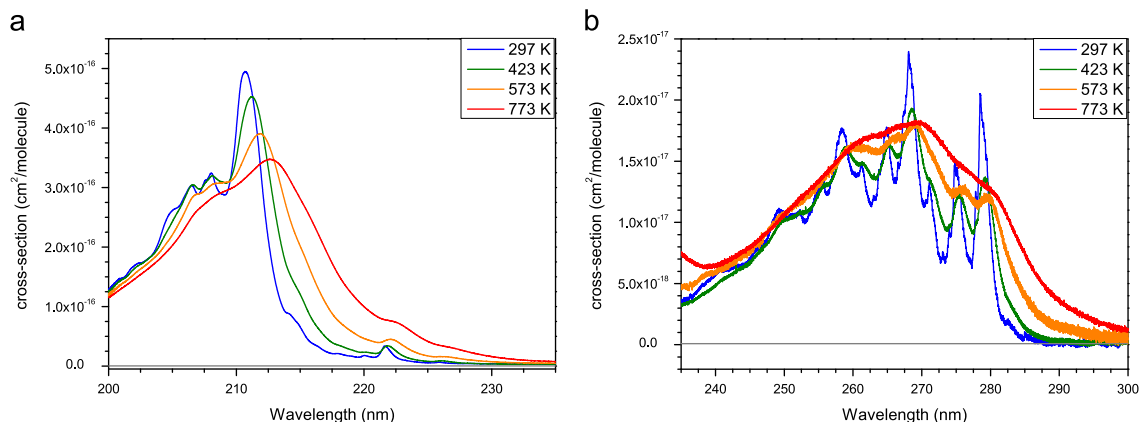 a
cross-section (cm²/molecule)
5.0x10⁻¹⁶
4.0x10⁻¹⁶
3.0x10⁻¹⁶
2.0x10⁻¹⁶
1.0x10⁻¹⁶
0.0
297 K
423 K
573 K
773 K
200 210 220 230
Wavelength (nm)
b
cross-section (cm²/molecule)
2.5x10⁻¹⁷
2.0x10⁻¹⁷
1.5x10⁻¹⁷
1.0x10⁻¹⁷
5.0x10⁻¹⁸
0.0
297 K
423 K
573 K
773 K
240 250 260 270 280 290 300
Wavelength (nm)